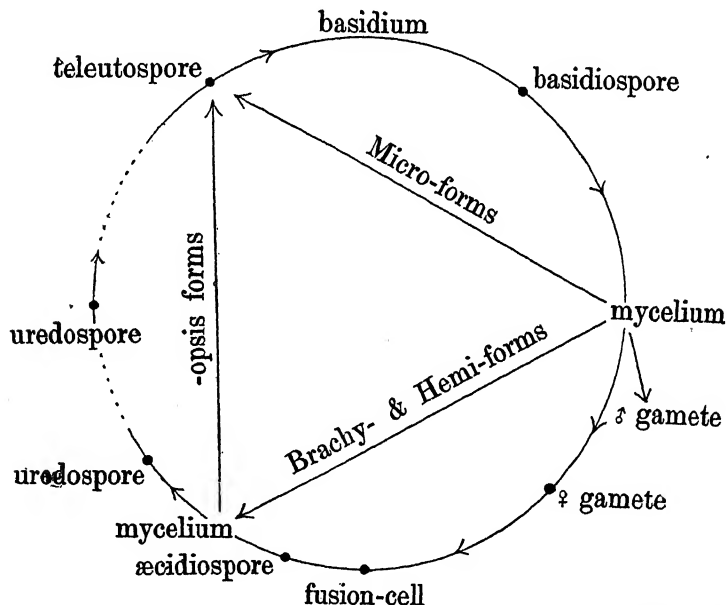 basidium
teleutospore
basidiospore
Micro-forms
-opsis forms
uredospore
mycelium
Brachy- & Hemi-forms
♂ gamete
uredospore
♀ gamete
mycelium
æcidiospore
fusion-cell